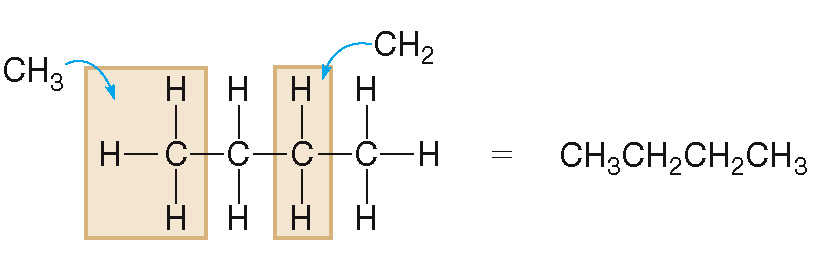 CH₂
CH₃
H H H H
H—C—C—C—C—H = CH₃CH₂CH₂CH₃
H H H H